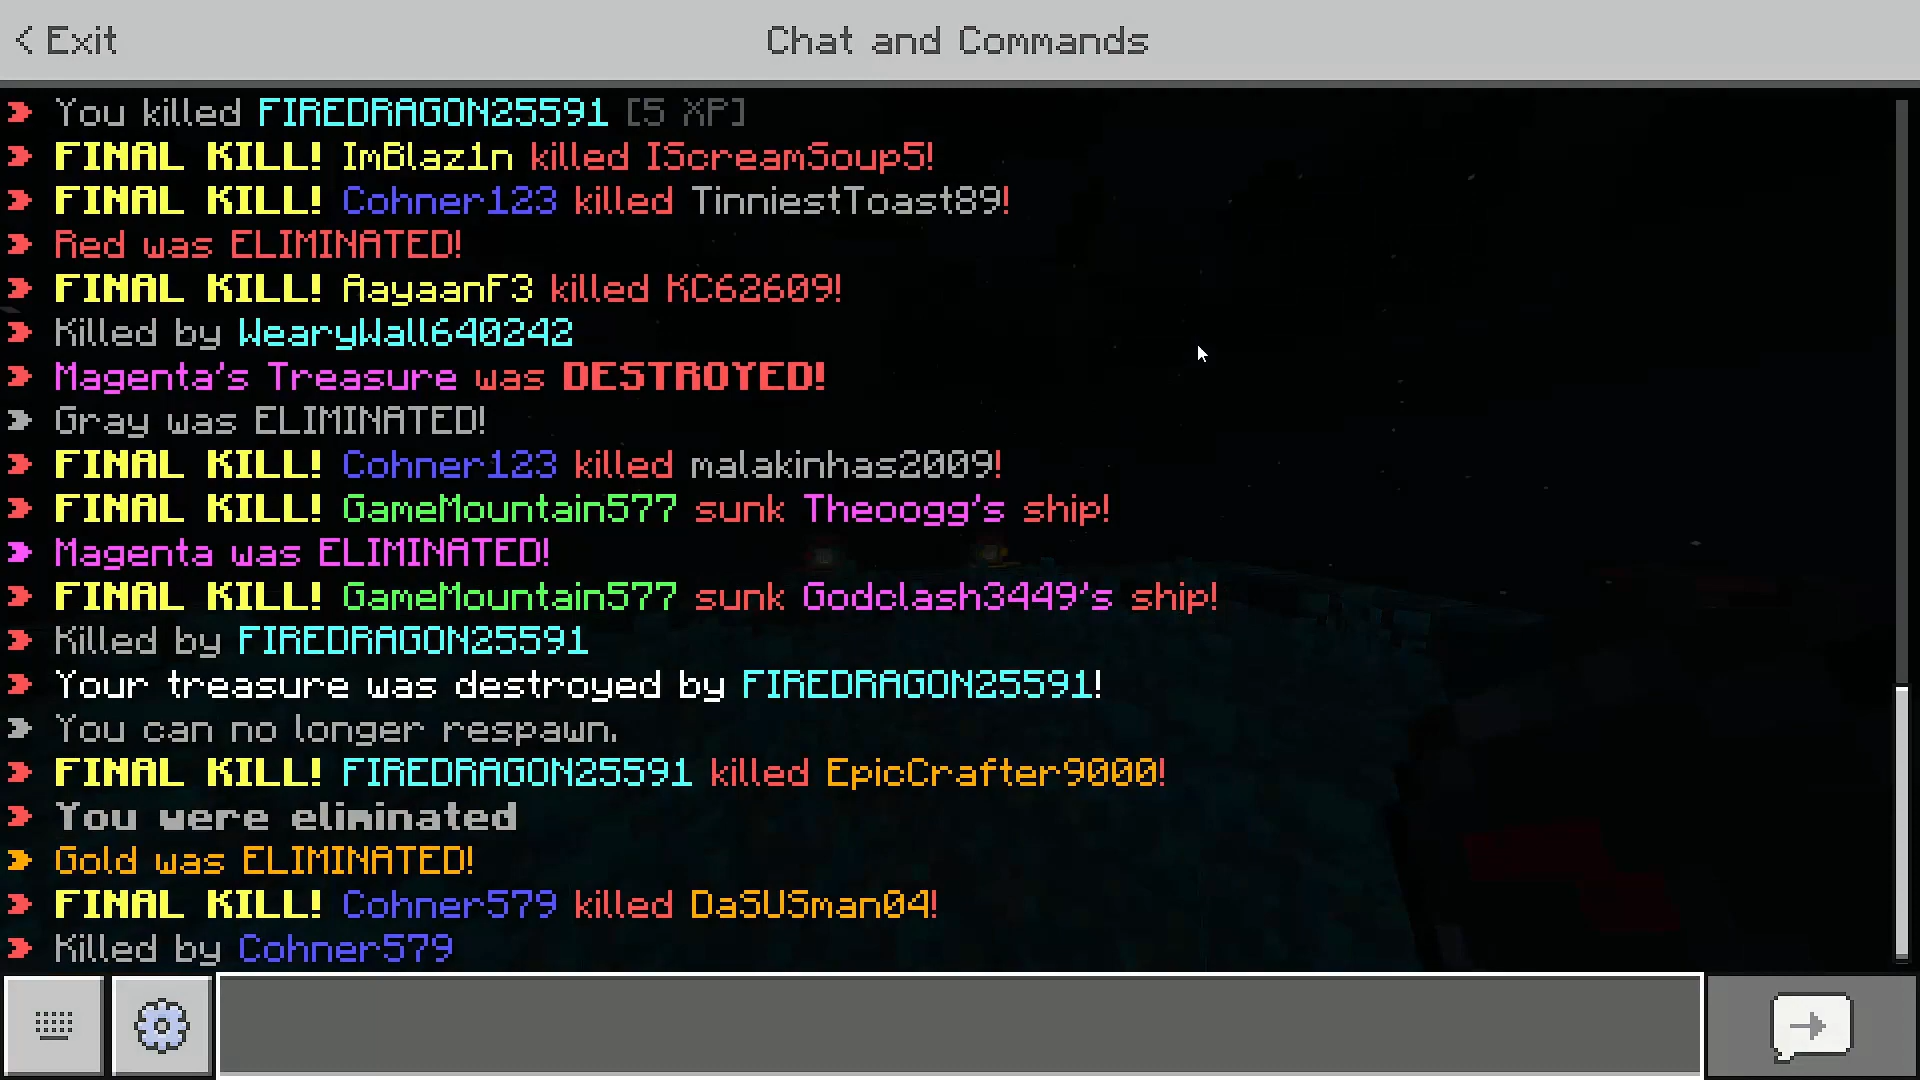 < Exit
Chat and Commands
You killed FIREDRAGON25591 [5 XP]
FINAL KILL! ImBlaz1n killed IScreamSoup5!
FINAL KILL! Cohner123 killed TinniestToast89!
Red was ELIMINATED!
FINAL KILL! AayaanF3 killed KC62609!
Killed by WearyWall640242
Magenta's Treasure was DESTROYED!
Gray was ELIMINATED!
FINAL KILL! Cohner123 killed malakinhas2009!
FINAL KILL! GameMountain577 sunk Theoogg's ship!
Magenta was ELIMINATED!
FINAL KILL! GameMountain577 sunk Godclash3449's ship!
Killed by FIREDRAGON25591
Your treasure was destroyed by FIREDRAGON25591!
You can no longer respawn.
FINAL KILL! FIREDRAGON25591 killed EpicCrafter9000!
You were eliminated
Gold was ELIMINATED!
FINAL KILL! Cohner579 killed DaSUSman04!
Killed by Cohner579